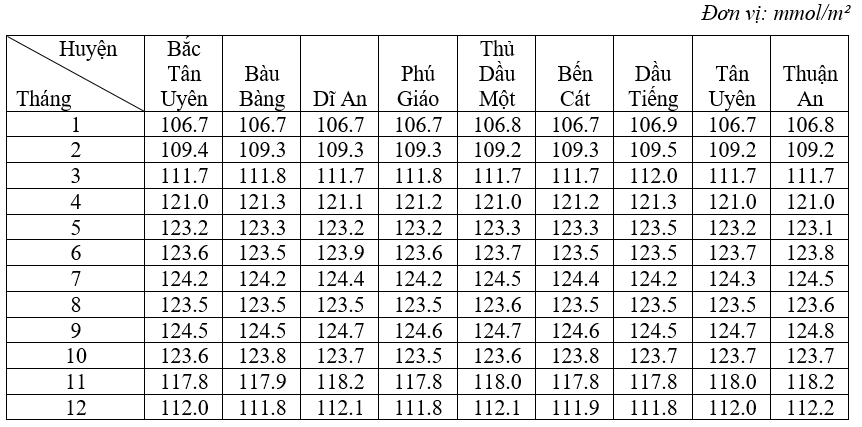 Đơn vị: mmol/m²
Huyện Tháng Bắc Tân Uyên Bàu Bàng Dĩ An Phú Giáo Thủ Dầu Một Bến Cát Dầu Tiếng Tân Uyên Thuận An
1 106.7 106.7 106.7 106.7 106.8 106.7 106.9 106.7 106.8
2 109.4 109.3 109.3 109.3 109.2 109.3 109.5 109.2 109.2
3 111.7 111.8 111.7 111.8 111.7 111.7 112.0 111.7 111.7
4 121.0 121.3 121.1 121.2 121.0 121.2 121.3 121.0 121.0
5 123.2 123.3 123.2 123.2 123.3 123.3 123.5 123.2 123.1
6 123.6 123.5 123.9 123.6 123.7 123.5 123.5 123.7 123.8
7 124.2 124.2 124.4 124.2 124.5 124.4 124.2 124.3 124.5
8 123.5 123.5 123.5 123.5 123.6 123.5 123.5 123.5 123.6
9 124.5 124.5 124.7 124.6 124.7 124.6 124.5 124.7 124.8
10 123.6 123.8 123.7 123.5 123.6 123.8 123.7 123.7 123.7
11 117.8 117.9 118.2 117.8 118.0 117.8 117.8 118.0 118.2
12 112.0 111.8 112.1 111.8 112.1 111.9 111.8 112.0 112.2